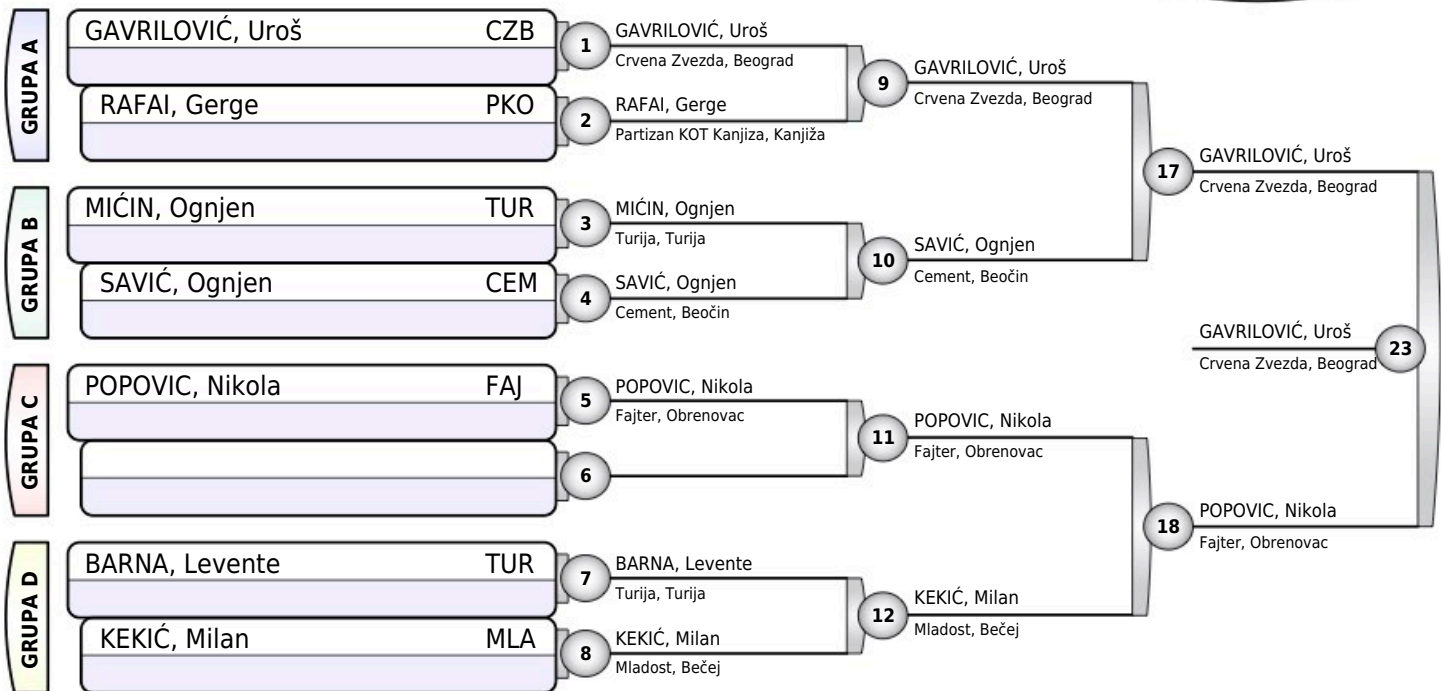 GRUPA A
GAVRILOVIĆ, Uroš CZB
RAFAI, Gerge PKO
GRUPA B
MIĆIN, Ognjen TUR
SAVIĆ, Ognjen CEM
GRUPA C
POPOVIC, Nikola FAJ
GRUPA D
BARNA, Levente TUR
KEKIĆ, Milan MLA
1
GAVRILOVIĆ, Uroš
Crvena Zvezda, Beograd
2
RAFAI, Gerge
Partizan KOT Kanjiza, Kanjiža
3
MIĆIN, Ognjen
Turija, Turija
4
SAVIĆ, Ognjen
Cement, Beočin
5
POPOVIC, Nikola
Fajter, Obrenovac
6
7
BARNA, Levente
Turija, Turija
8
KEKIĆ, Milan
Mladost, Bečej
9
GAVRILOVIĆ, Uroš
Crvena Zvezda, Beograd
10
SAVIĆ, Ognjen
Cement, Beočin
11
POPOVIC, Nikola
Fajter, Obrenovac
12
KEKIĆ, Milan
Mladost, Bečej
17
GAVRILOVIĆ, Uroš
Crvena Zvezda, Beograd
18
POPOVIC, Nikola
Fajter, Obrenovac
GAVRILOVIĆ, Uroš
Crvena Zvezda, Beograd
23